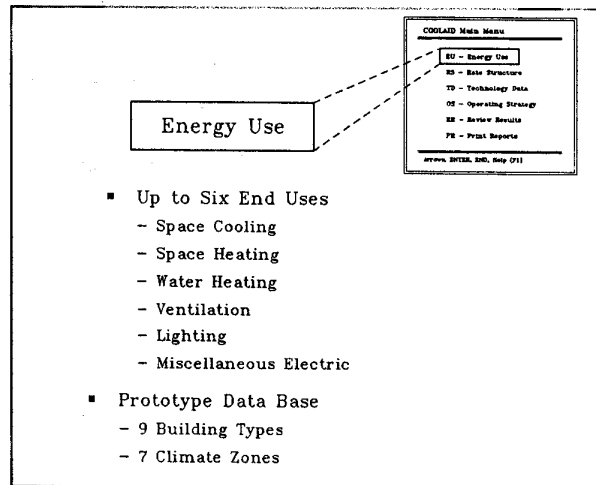 COOLAID Main Menu
EU - Energy Use
RS - Rate Structure
TD - Technology Data
OS - Operating Strategy
RR - Review Results
PR - Print Reports
Arrows, ENTER, END, Help (F1)
Energy Use
▪ Up to Six End Uses
– Space Cooling
– Space Heating
– Water Heating
– Ventilation
– Lighting
– Miscellaneous Electric
▪ Prototype Data Base
– 9 Building Types
– 7 Climate Zones